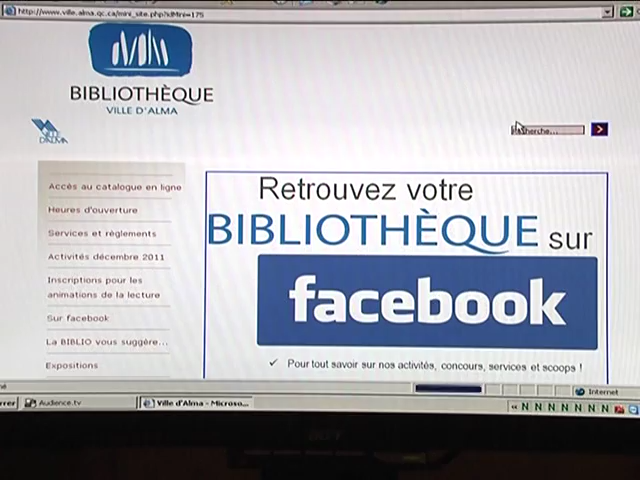 http://www.ville.alma.qc.ca/mini_site.php?idMini=175
BIBLIOTHÈQUE
VILLE D'ALMA
VILLE
D'ALMA
Recherche...
Accès au catalogue en ligne
Heures d'ouverture
Services et règlements
Activités décembre 2011
Inscriptions pour les
animations de la lecture
Sur facebook
La BIBLIO vous suggère...
Expositions
Retrouvez votre
BIBLIOTHÈQUE sur
facebook
✓ Pour tout savoir sur nos activités, concours, services et scoops !
Internet
Audience.tv
Ville d'Alma - Microso...
« N N N N N N
acer